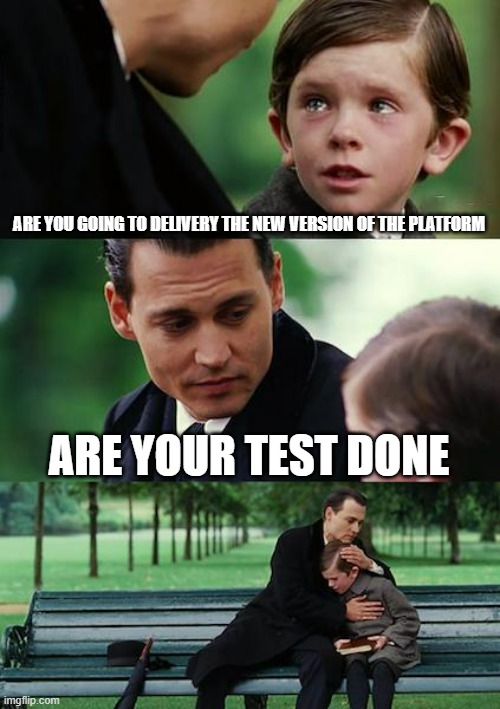 ARE YOU GOING TO DELIVERY THE NEW VERSION OF THE PLATFORM
ARE YOUR TEST DONE
imgflip.com